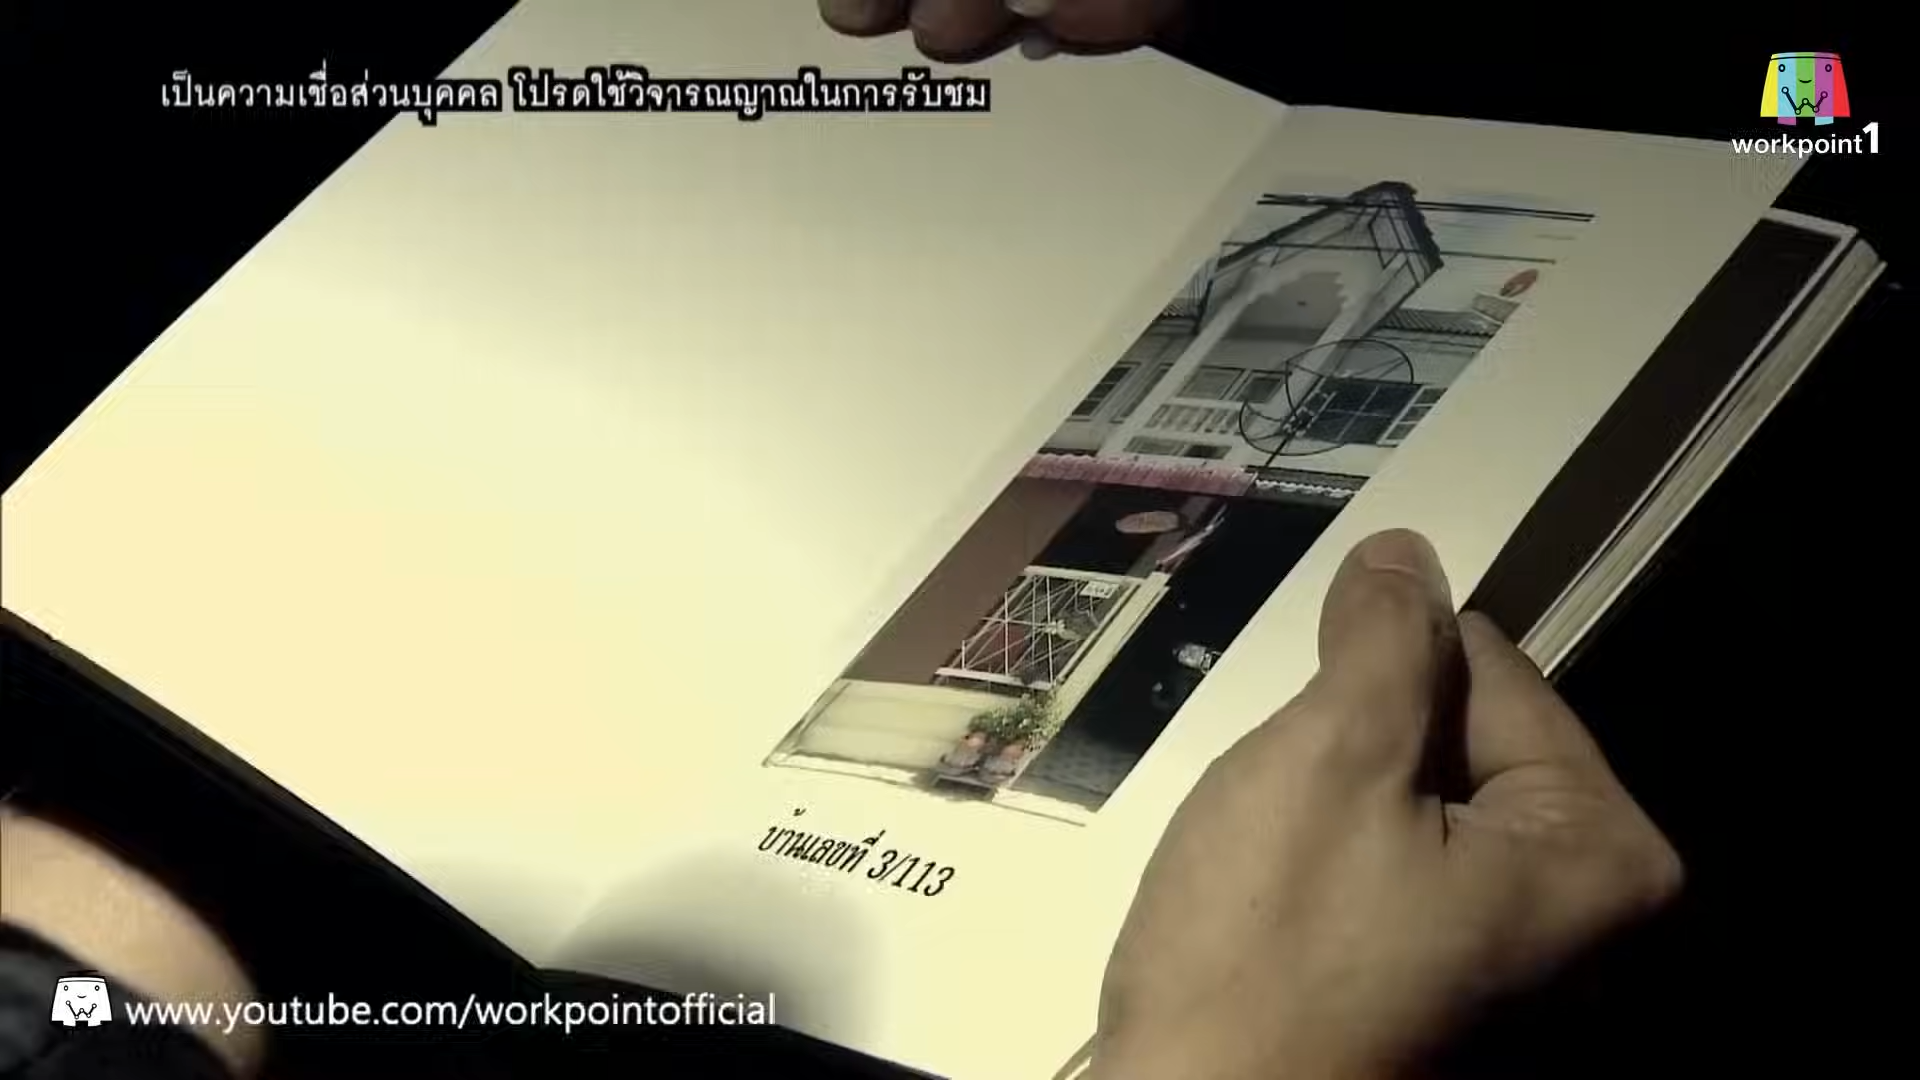 เป็นความเชื่อส่วนบุคคล โปรดใช้วิจารณญาณในการรับชม
workpoint1
บ้านเลขที่ 3/113
www.youtube.com/workpointofficial